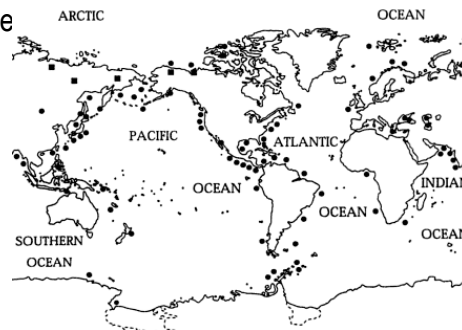 e
ARCTIC
OCEAN
PACIFIC
ATLANTIC
OCEAN
INDIAN
OCEAN
SOUTHERN
OCEAN
OCEAN